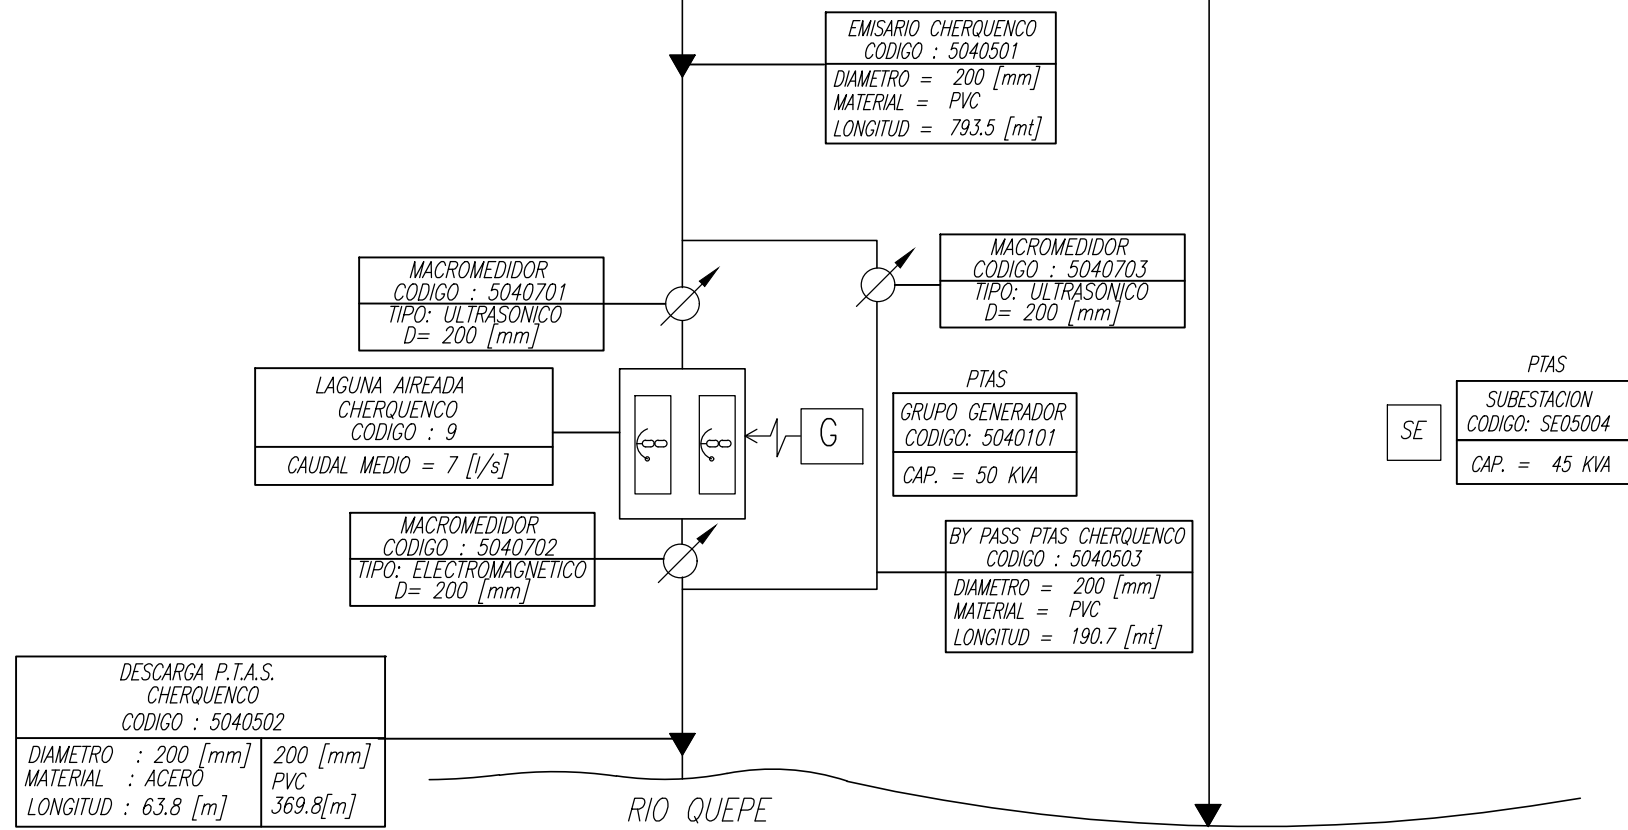 EMISARIO CHERQUENCO
CODIGO : 5040501
DIAMETRO = 200 [mm]
MATERIAL = PVC
LONGITUD = 793.5 [mt]
MACROMEDIDOR
CODIGO : 5040701
TIPO: ULTRASONICO
D= 200 [mm]
MACROMEDIDOR
CODIGO : 5040703
TIPO: ULTRASONICO
D= 200 [mm]
LAGUNA AIREADA
CHERQUENCO
CODIGO : 9
CAUDAL MEDIO = 7 [l/s]
G
PTAS
GRUPO GENERADOR
CODIGO: 5040101
CAP. = 50 KVA
SE
PTAS
SUBESTACION
CODIGO: SE05004
CAP. = 45 KVA
MACROMEDIDOR
CODIGO : 5040702
TIPO: ELECTROMAGNETICO
D= 200 [mm]
BY PASS PTAS CHERQUENCO
CODIGO : 5040503
DIAMETRO = 200 [mm]
MATERIAL = PVC
LONGITUD = 190.7 [mt]
DESCARGA P.T.A.S.
CHERQUENCO
CODIGO : 5040502
DIAMETRO : 200 [mm] 200 [mm]
MATERIAL : ACERO PVC
LONGITUD : 63.8 [m] 369.8[m]
RIO QUEPE